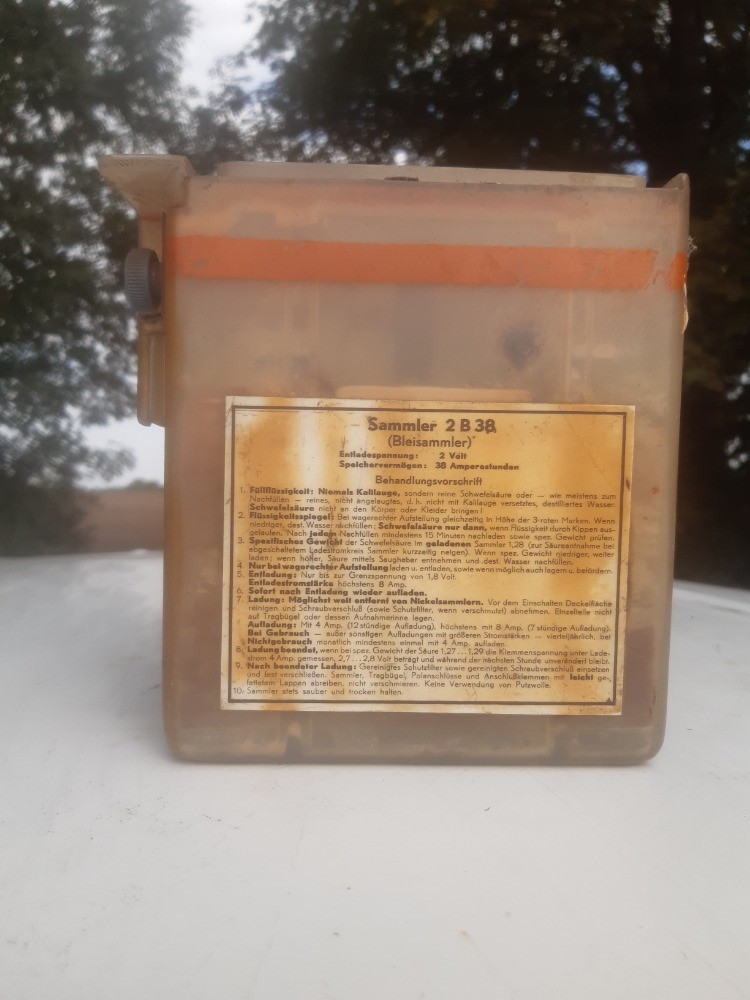 Sammler 2 B 38
(Bleisammler)
Entladespannung: 2 Volt
Speichervermögen: 38 Amperestunden
Behandlungsvorschrift
1. Füllflüssigkeit: Niemals Kalilauge, sondern reine Schwefelsäure oder — wie meistens zum
Nachfüllen — reines, nicht angelaugtes, d. h. nicht mit Kalilauge versetztes, destilliertes Wasser.
Schwefelsäure nicht an den Körper oder Kleider bringen!
2. Flüssigkeitsspiegel: Bei wagerechter Aufstellung gleichzeitig in Höhe der 3 roten Marken. Wenn
niedriger, dest. Wasser nachfüllen; Schwefelsäure nur dann, wenn Flüssigkeit durch Kippen aus-
gelaufen. Nach jedem Nachfüllen mindestens 15 Minuten nachladen sowie spez. Gewicht prüfen.
3. Spezifisches Gewicht der Schwefelsäure im geladenen Sammler 1,28 (zur Säureentnahme bei
abgeschaltetem Ladestromkreis Sammler kurzzeitig neigen). Wenn spez. Gewicht niedriger, weiter
laden; wenn höher, Säure mittels Saugheber entnehmen und dest. Wasser nachfüllen.
4. Nur bei wagerechter Aufstellung laden u. entladen, sowie wenn möglich auch lagern u. befördern.
5. Entladung: Nur bis zur Grenzspannung von 1,8 Volt.
Entladestromstärke höchstens 8 Amp.
6. Sofort nach Entladung wieder aufladen.
7. Ladung: Möglichst weit entfernt von Nickelsammlern. Vor dem Einschalten Deckelfläche
reinigen und Schraubverschluß (sowie Schutzfilter, wenn verschmutzt) abnehmen. Einzelteile nicht
auf Tragbügel oder dessen Aufnahmerinne legen.
Aufladung: Mit 4 Amp. (12stündige Aufladung), höchstens mit 8 Amp. (7stündige Aufladung).
Bei Gebrauch — außer sonstigen Aufladungen mit größeren Stromstärken — vierteljährlich, bei
Nichtgebrauch monatlich mindestens einmal mit 4 Amp. aufladen.
8. Ladung beendet, wenn bei spez. Gewicht der Säure 1,27 ... 1,29 die Klemmenspannung unter Lade-
strom 4 Amp. gemessen, 2,7 ... 2,8 Volt beträgt und während der nächsten Stunde unverändert bleibt.
9. Nach beendeter Ladung: Gereinigtes Schutzfilter sowie gereinigten Schraubverschluß einsetzen
und fest verschließen. Sammler, Tragbügel, Polanschlüsse und Anschlußklemmen mit leicht ge-
fettetem Lappen abreiben, nicht verschmieren. Keine Verwendung von Putzwolle.
10. Sammler stets sauber und trocken halten.